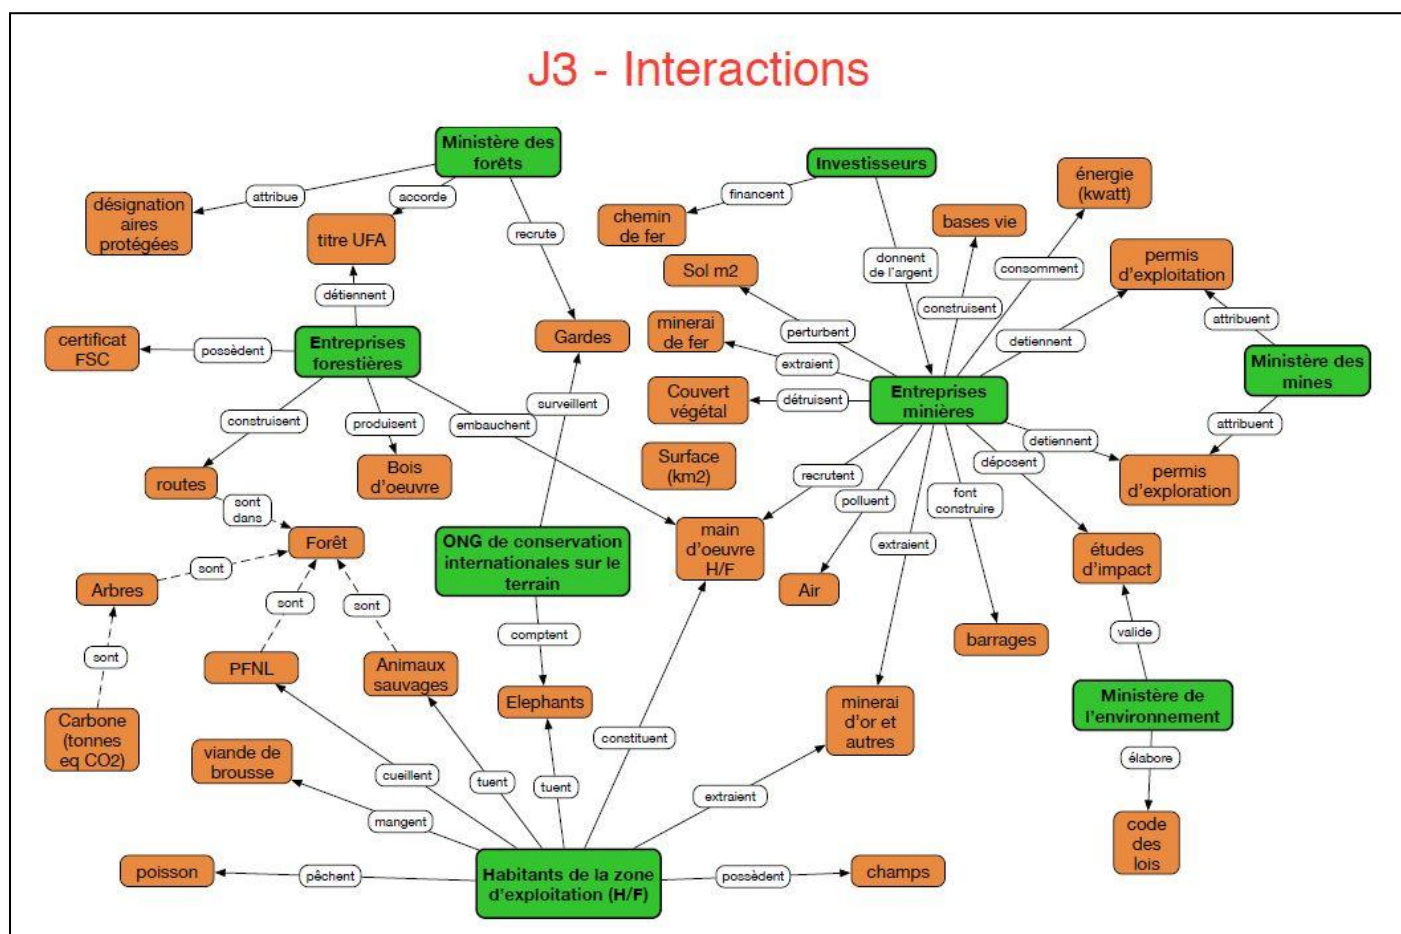 J3 - Interactions
Ministère des
forêts
Investisseurs
énergie
(kwatt)
attribue
accorde
financent
désignation
aires
protégées
titre UFA
recrute
chemin
de fer
bases vie
donnent
de l'argent
consomment
permis
d'exploitation
Sol m2
détiennent
construisent
attribuent
certificat
FSC
possèdent
Entreprises
forestières
Gardes
minerai
de fer
perturbent
detiennent
extraient
Ministère des
mines
Couvert
végétal
détruisent
Entreprises
minières
surveillent
construisent
produisent
embauchent
attribuent
detiennent
déposent
Surface
(km2)
routes
Bois
d'oeuvre
recrutent
polluent
font
construire
permis
d'exploration
sont
dans
Forêt
ONG de conservation
internationales sur le
terrain
main
d'oeuvre
H/F
extraient
études
d'impact
sont
Arbres
sont
sont
Air
comptent
barrages
valide
sont
PFNL
Animaux
sauvages
Elephants
Ministère de
l'environnement
Carbone
(tonnes
eq CO2)
minerai
d'or et
autres
constituent
viande de
brousse
cueillent
tuent
tuent
extraient
élabore
mangent
code
des
lois
poisson
pêchent
Habitants de la zone
d'exploitation (H/F)
possèdent
champs